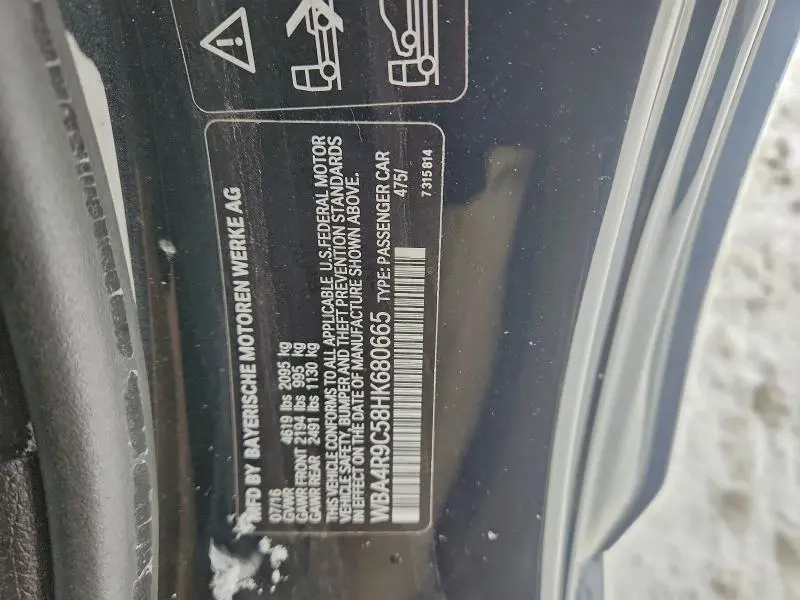 MFD BY BAYERISCHE MOTOREN WERKE AG
07/16
GVWR 4619 lbs 2095 kg
GAWR FRONT 2194 lbs 995 kg
GAWR REAR 2491 lbs 1130 kg
THIS VEHICLE CONFORMS TO ALL APPLICABLE U.S.FEDERAL MOTOR
VEHICLE SAFETY, BUMPER AND THEFT PREVENTION STANDARDS
IN EFFECT ON THE DATE OF MANUFACTURE SHOWN ABOVE.
WBA4R9C58HK680665 TYPE: PASSENGER CAR
475/
7315814